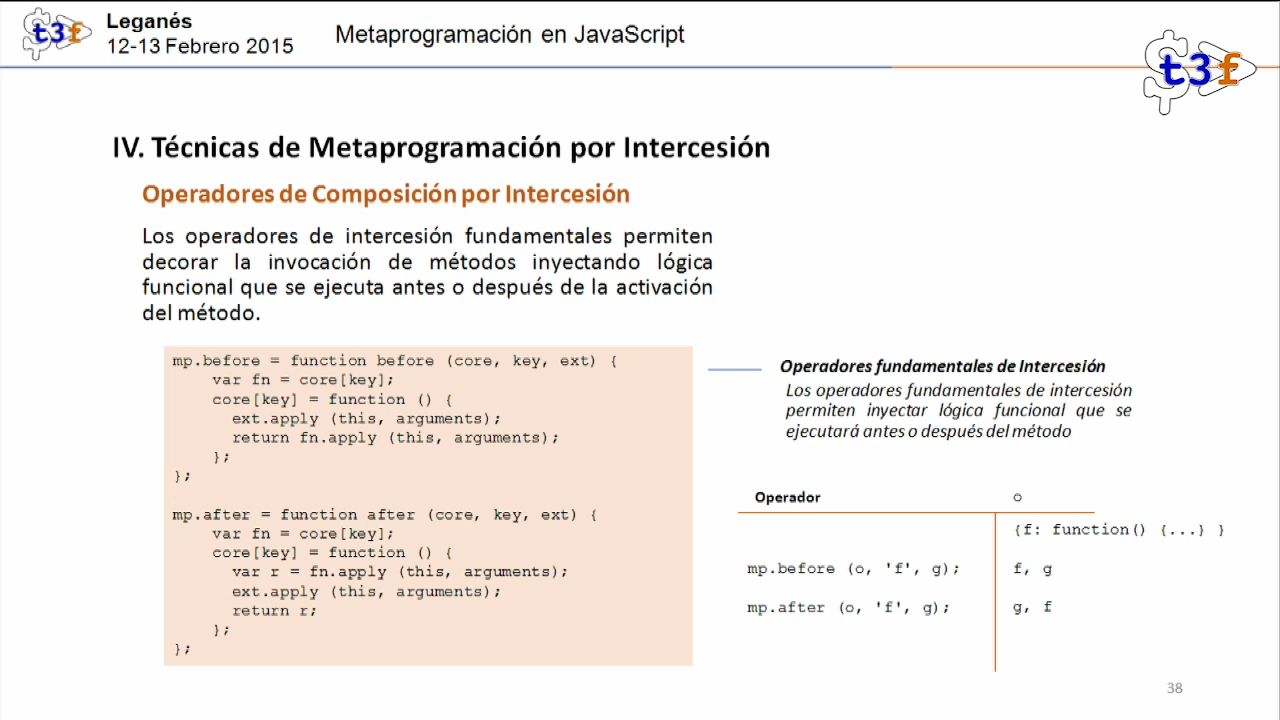 t3f
Leganés
12-13 Febrero 2015
Metaprogramación en JavaScript
t3f
IV. Técnicas de Metaprogramación por Intercesión
Operadores de Composición por Intercesión
Los operadores de intercesión fundamentales permiten
decorar la invocación de métodos inyectando lógica
funcional que se ejecuta antes o después de la activación
del método.
mp.before = function before (core, key, ext) {
    var fn = core[key];
    core[key] = function () {
      ext.apply (this, arguments);
      return fn.apply (this, arguments);
    };
};
mp.after = function after (core, key, ext) {
    var fn = core[key];
    core[key] = function () {
      var r = fn.apply (this, arguments);
      ext.apply (this, arguments);
      return r;
    };
};
Operadores fundamentales de Intercesión
Los operadores fundamentales de intercesión
permiten inyectar lógica funcional que se
ejecutará antes o después del método
Operador o
{f: function() {...} }
mp.before (o, 'f', g); f, g
mp.after (o, 'f', g); g, f
38